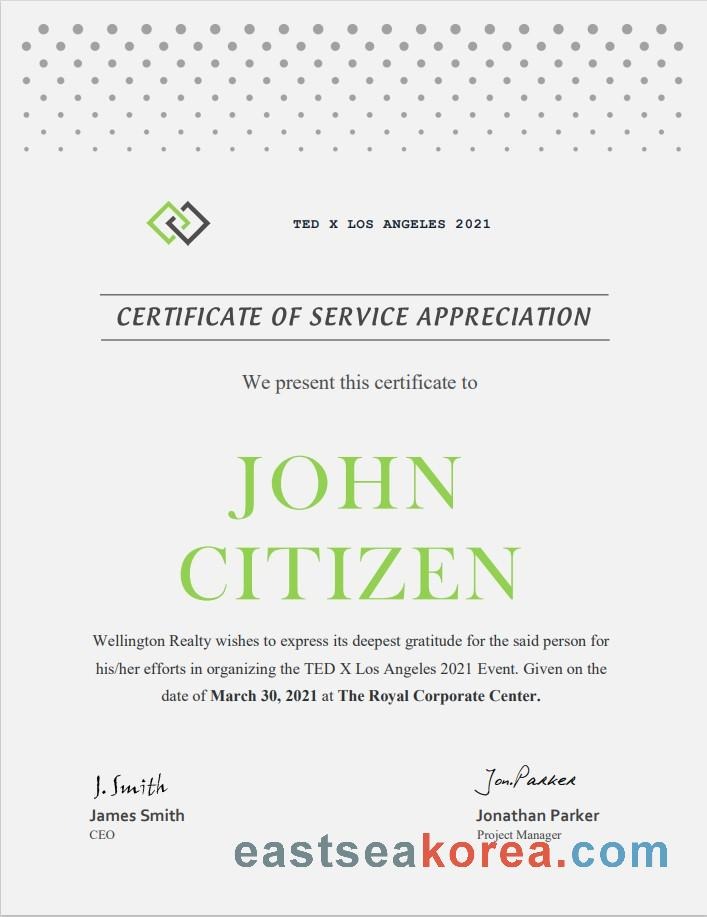 TED X LOS ANGELES 2021
CERTIFICATE OF SERVICE APPRECIATION
We present this certificate to
JOHN
CITIZEN
Wellington Realty wishes to express its deepest gratitude for the said person for
his/her efforts in organizing the TED X Los Angeles 2021 Event. Given on the
date of March 30, 2021 at The Royal Corporate Center.
J. Smith
James Smith
CEO
Jon. Parker
Jonathan Parker
Project Manager
eastseakorea.com